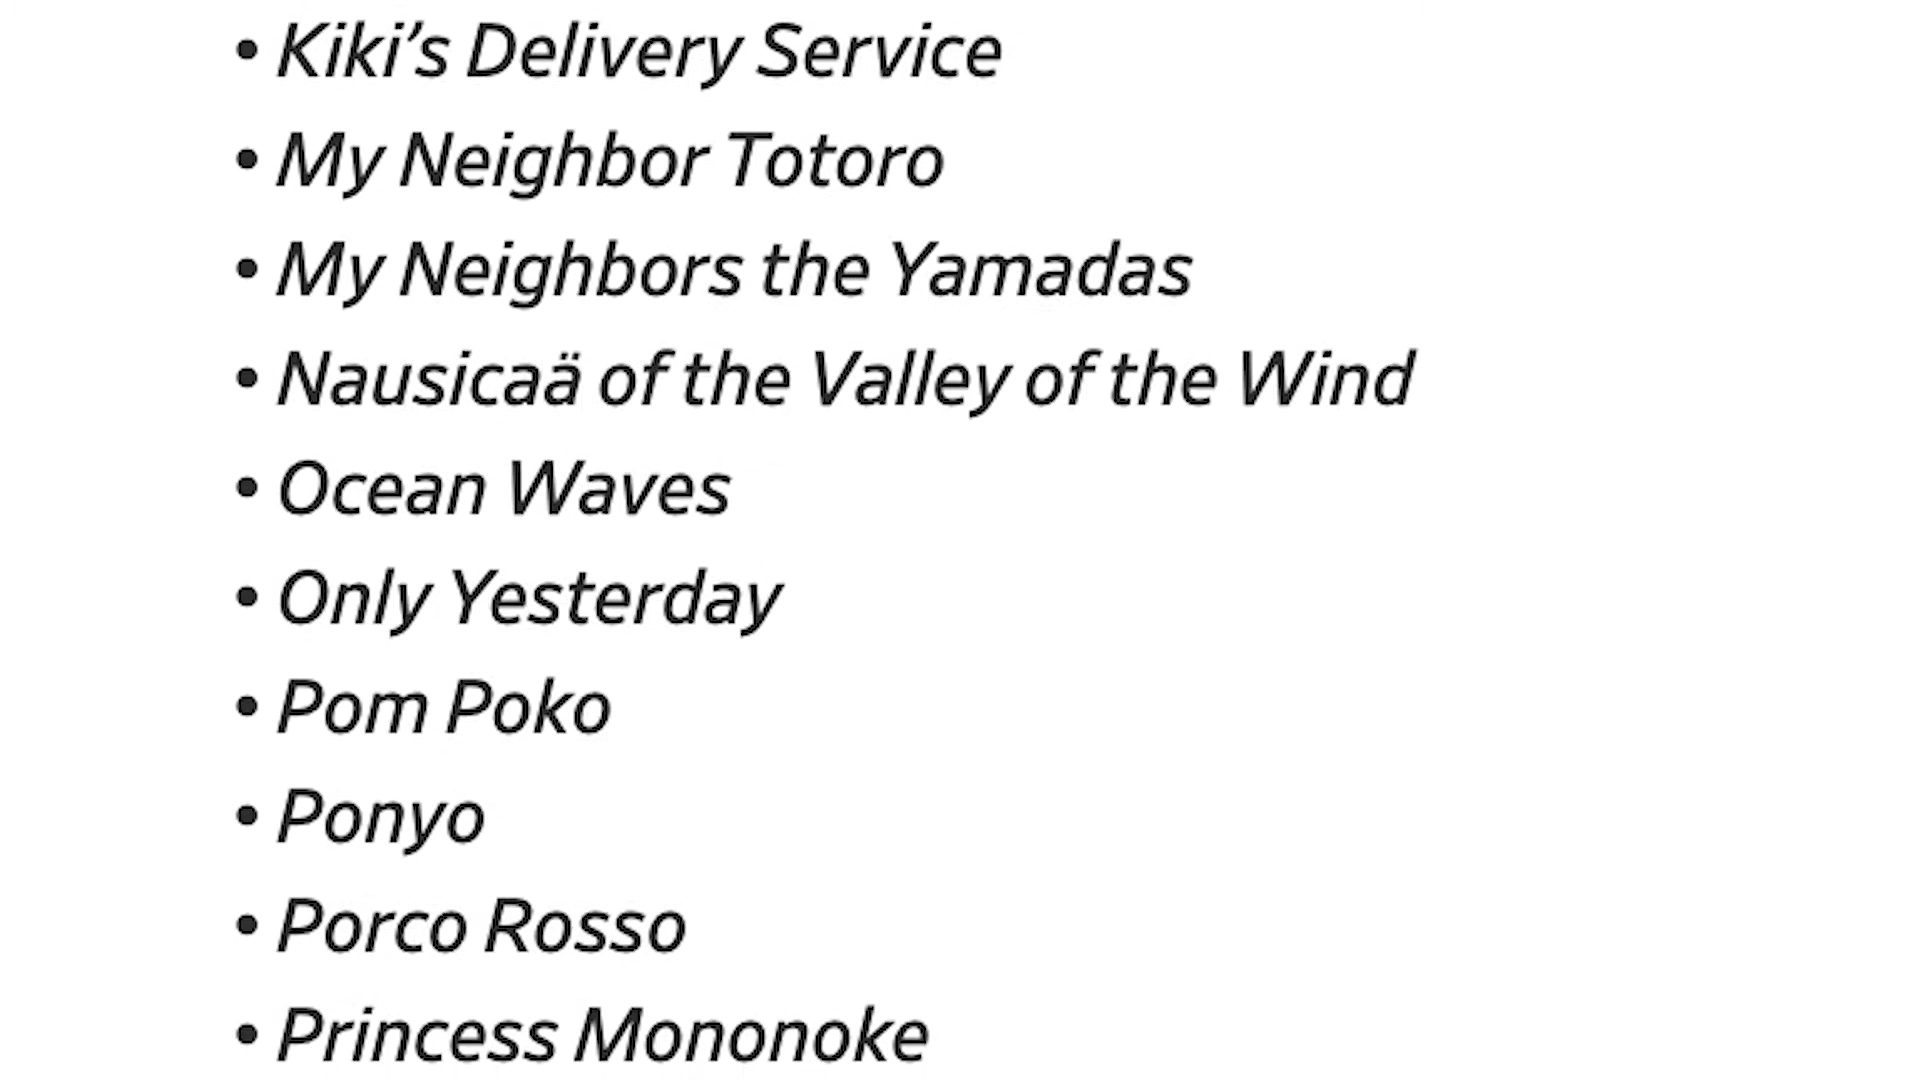 • Kiki’s Delivery Service
• My Neighbor Totoro
• My Neighbors the Yamadas
• Nausicaä of the Valley of the Wind
• Ocean Waves
• Only Yesterday
• Pom Poko
• Ponyo
• Porco Rosso
• Princess Mononoke